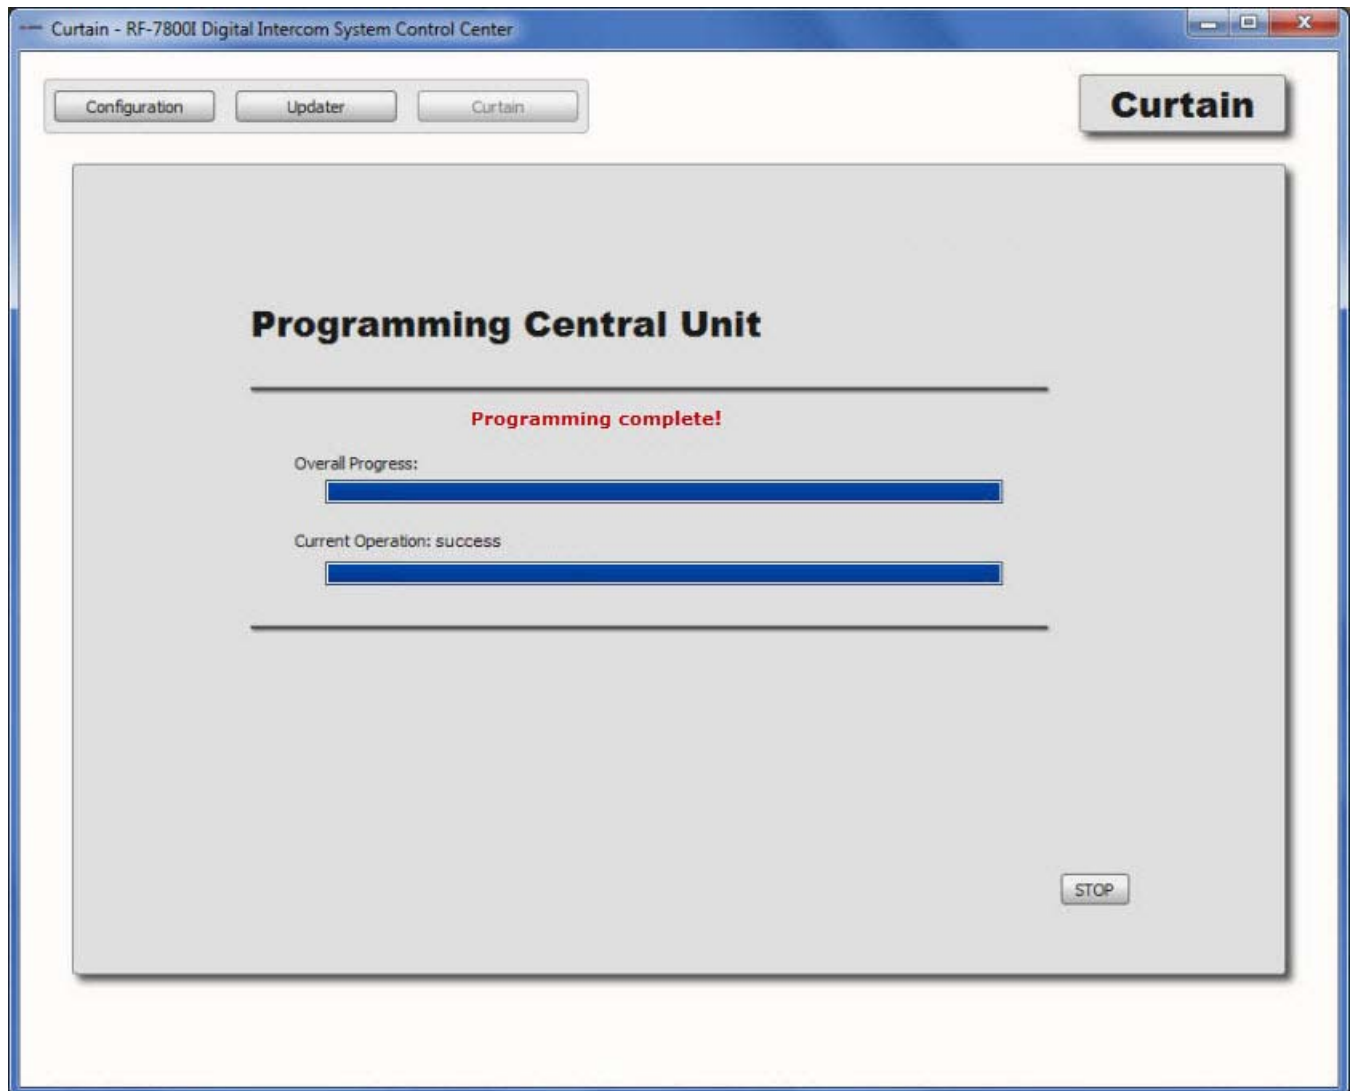 Curtain - RF-7800I Digital Intercom System Control Center
Configuration Updater Curtain
Curtain
Programming Central Unit
Programming complete!
Overall Progress:
Current Operation: success
STOP